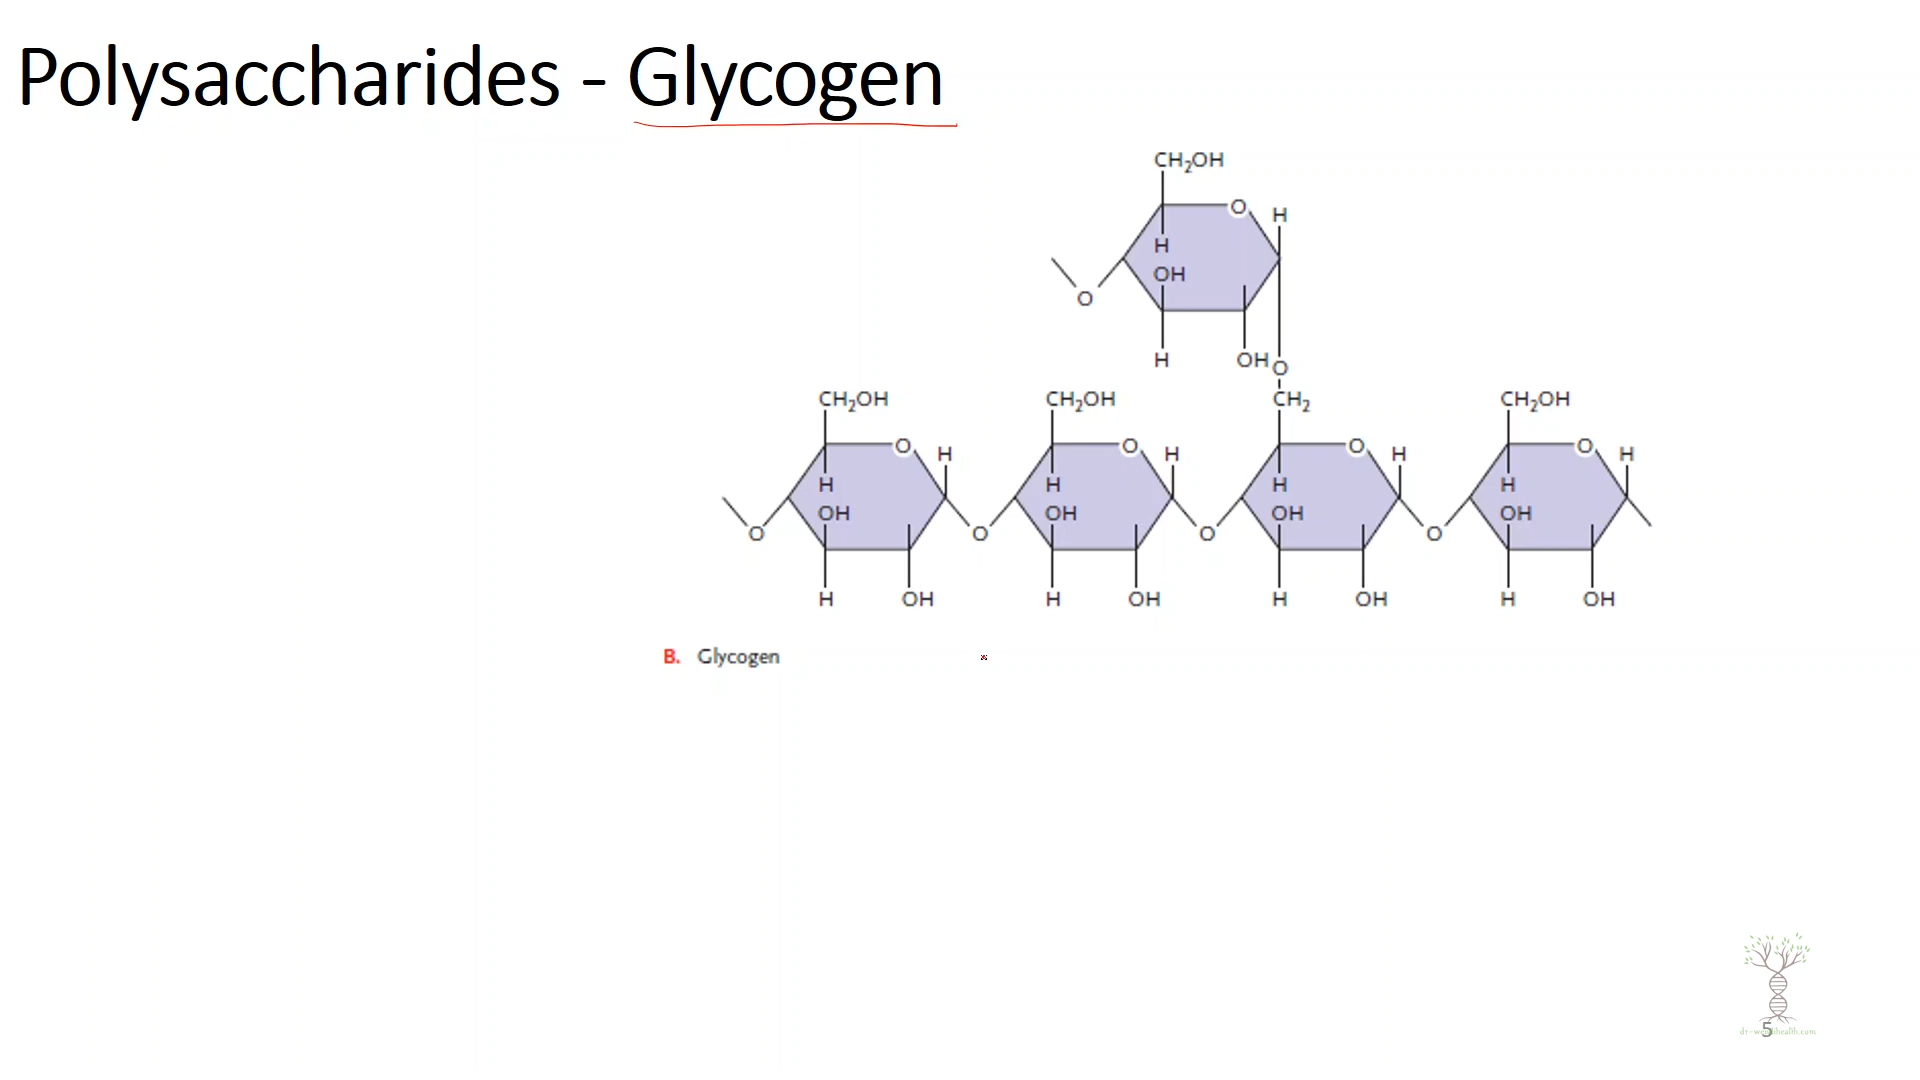 Polysaccharides - Glycogen
CH₂OH
O H
H
OH
O
H OH O
CH₂OH CH₂OH CH₂ CH₂OH
O H O H O H O H
H H H H
OH OH OH OH
O O O O
H OH H OH H OH H OH
B. Glycogen
5